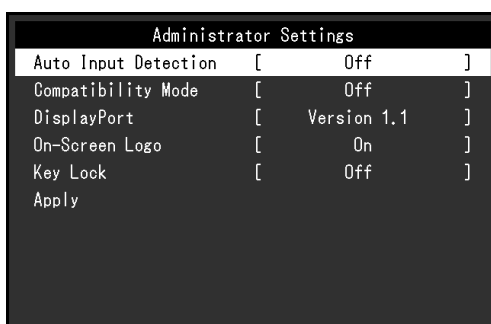 Administrator Settings
Auto Input Detection [ Off ]
Compatibility Mode [ Off ]
DisplayPort [ Version 1.1 ]
On-Screen Logo [ On ]
Key Lock [ Off ]
Apply